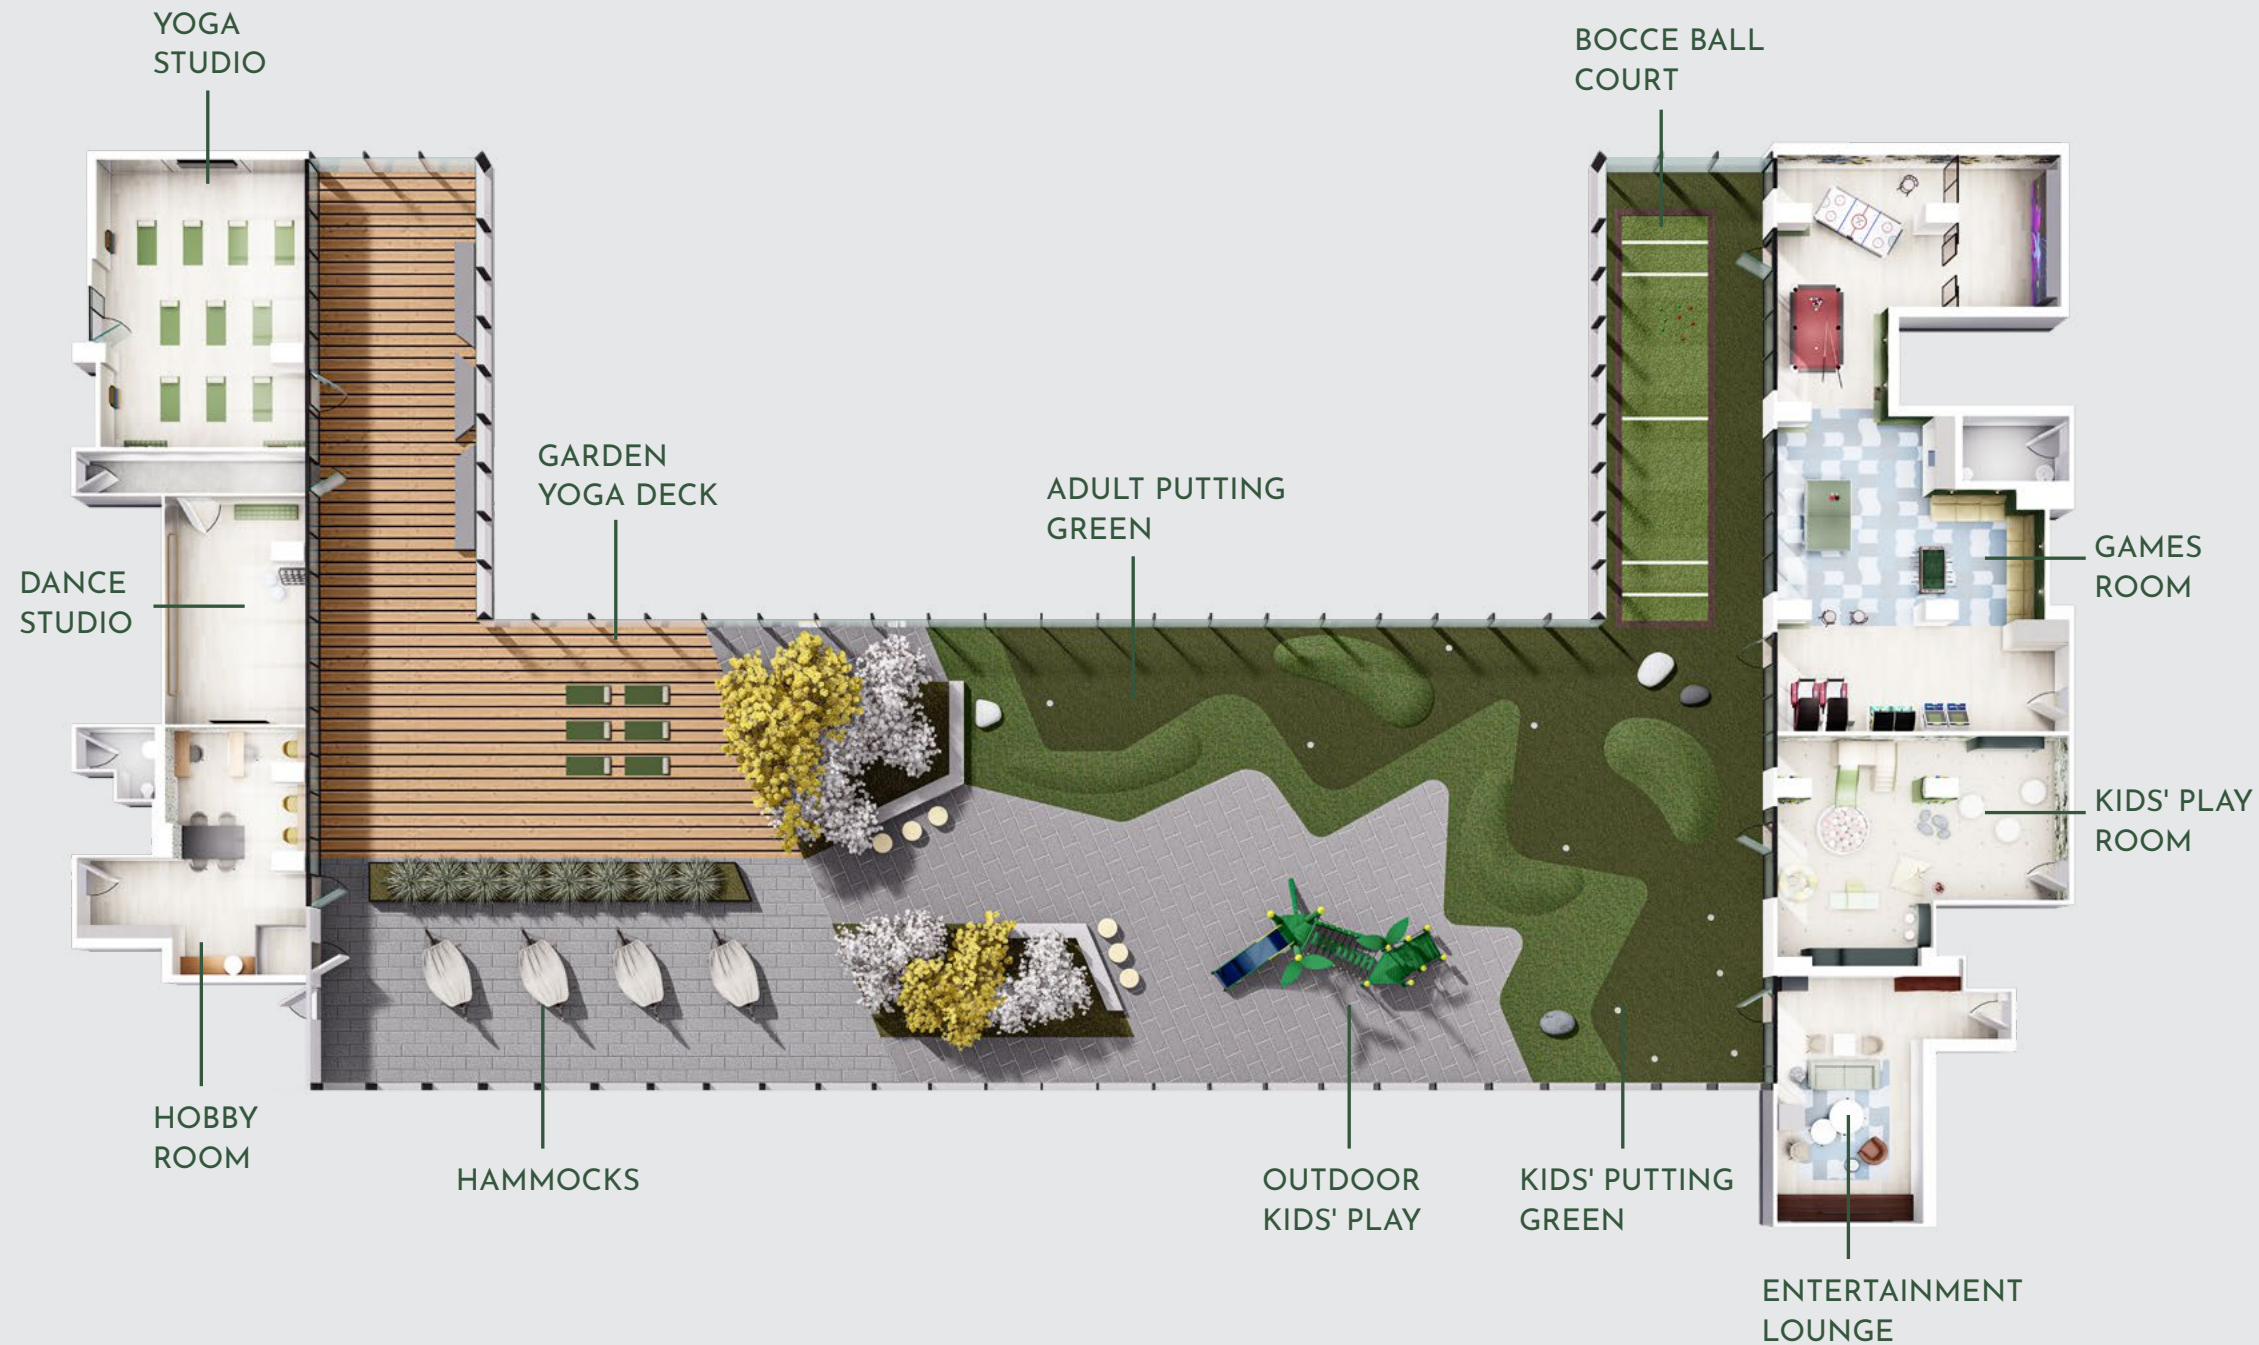 YOGA
STUDIO
BOCCE BALL
COURT
GARDEN
YOGA DECK
ADULT PUTTING
GREEN
DANCE
STUDIO
GAMES
ROOM
KIDS' PLAY
ROOM
HOBBY
ROOM
HAMMOCKS
OUTDOOR
KIDS' PLAY
KIDS' PUTTING
GREEN
ENTERTAINMENT
LOUNGE